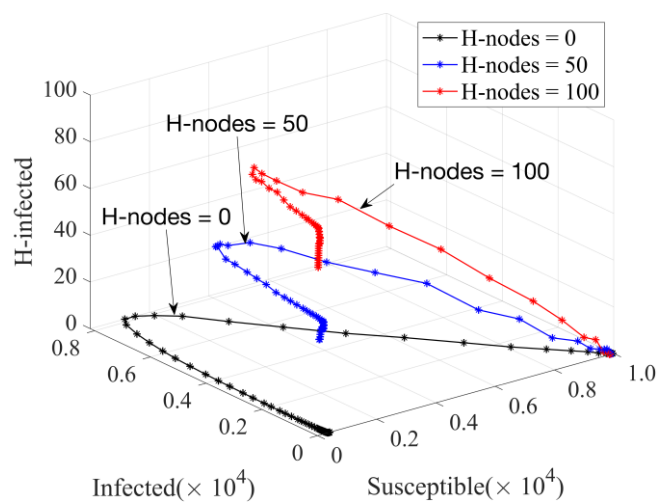 H-nodes = 0
H-nodes = 50
H-nodes = 100
100
80
60
40
20
0
H-infected
H-nodes = 50
H-nodes = 100
H-nodes = 0
0.8
0.6
0.4
0.2
0
0
0.2
0.4
0.6
0.8
1.0
Infected(× 10⁴)
Susceptible(× 10⁴)